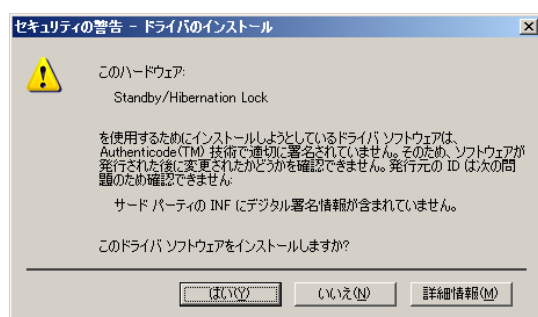 セキュリティの警告 - ドライバのインストール
このハードウェア:
Standby/Hibernation Lock
を使用するためにインストールしようとしているドライバ ソフトウェアは、
Authenticode(TM) 技術で適切に署名されていません。そのため、ソフトウェアが
発行された後に変更されたかどうかを確認できません。発行元の ID は次の問
題のため確認できません:
サード パーティの INF にデジタル署名情報が含まれていません。
このドライバ ソフトウェアをインストールしますか?
はい(Y) いいえ(N) 詳細情報(M)